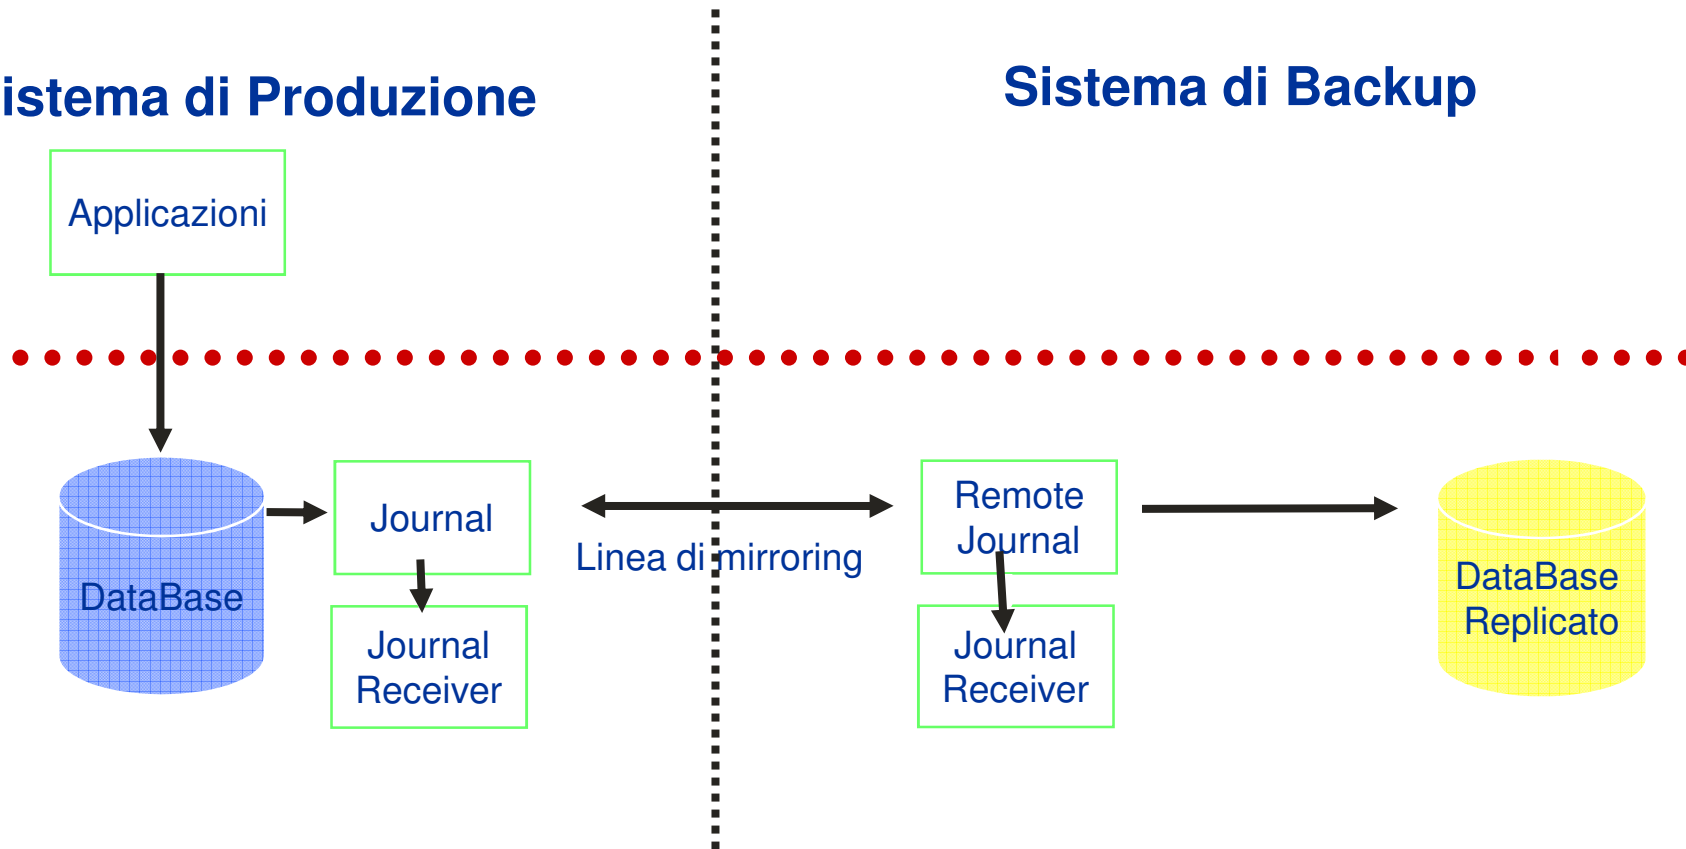 istema di Produzione
Sistema di Backup
Applicazioni
DataBase
Journal
Journal
Receiver
Linea di mirroring
Remote
Journal
Journal
Receiver
DataBase
Replicato